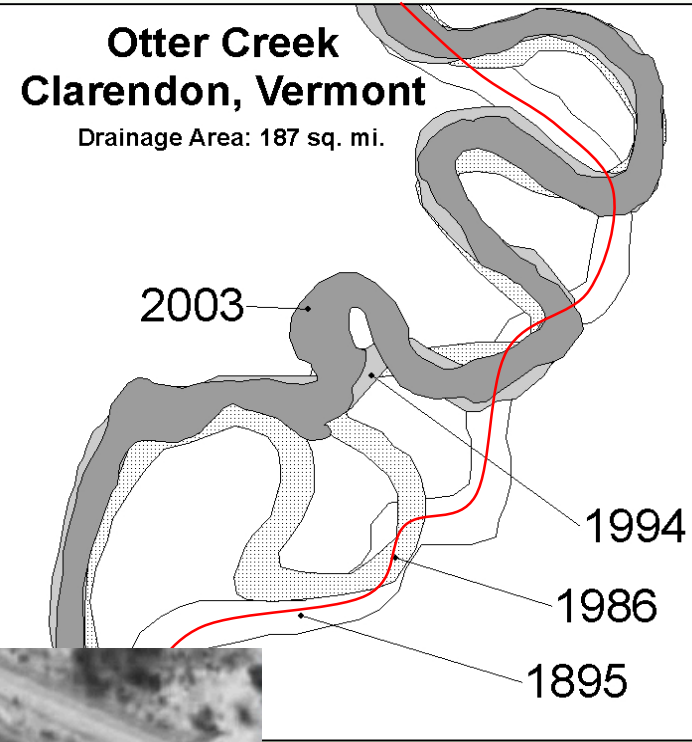 Otter Creek
Clarendon, Vermont
Drainage Area: 187 sq. mi.
2003
1994
1986
1895